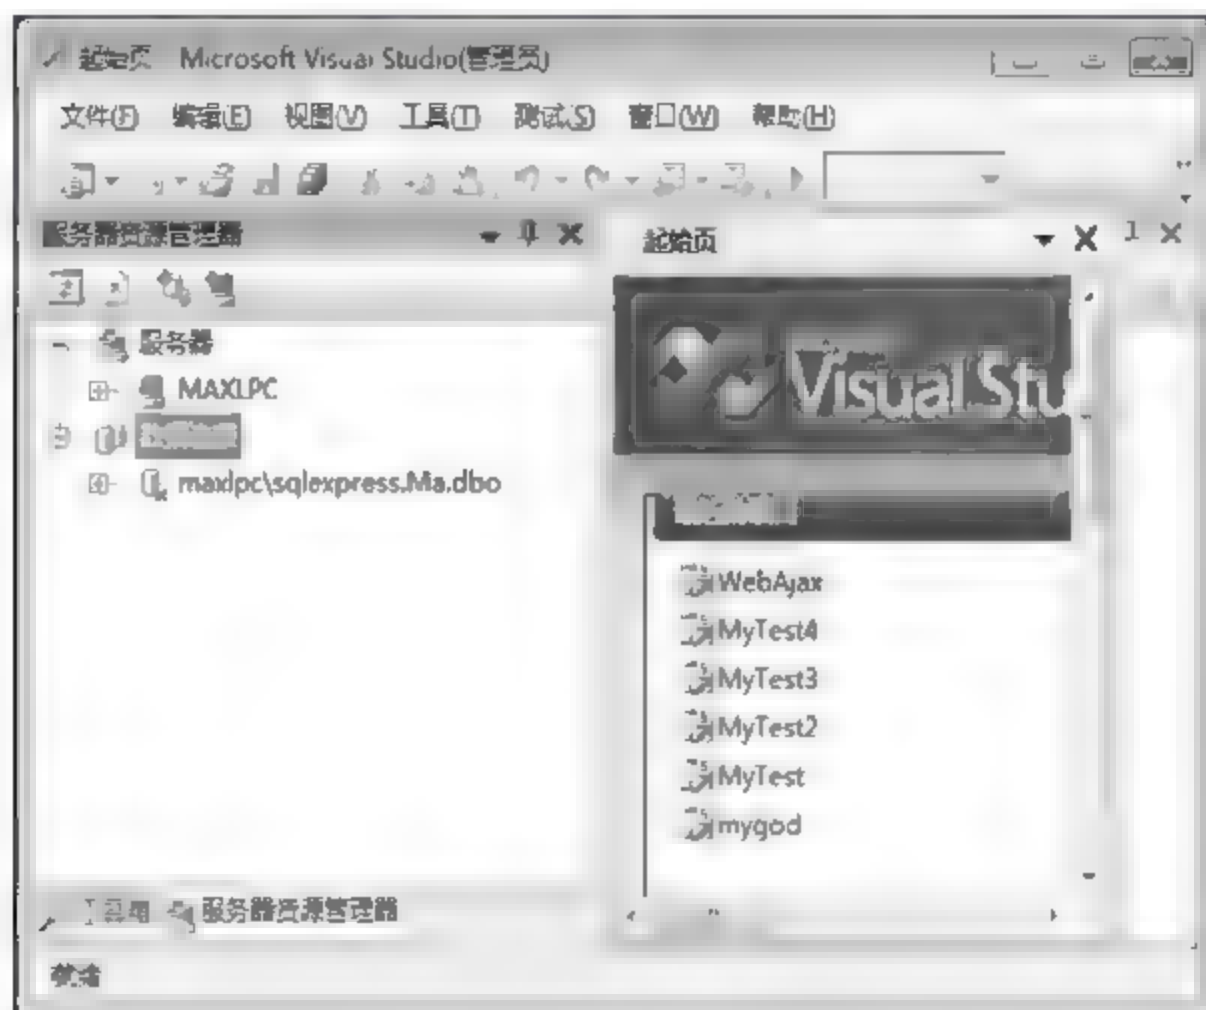 起始页 Microsoft Visual Studio(管理员)
文件(F) 编辑(E) 视图(V) 工具(T) 测试(S) 窗口(W) 帮助(H)
服务器资源管理器
起始页
服务器
MAXLPC
maxlpc\sqlexpress.Ma.dbo
Visual Stu
WebAjax
MyTest4
MyTest3
MyTest2
MyTest
mygod
工具箱 服务器资源管理器
就绪